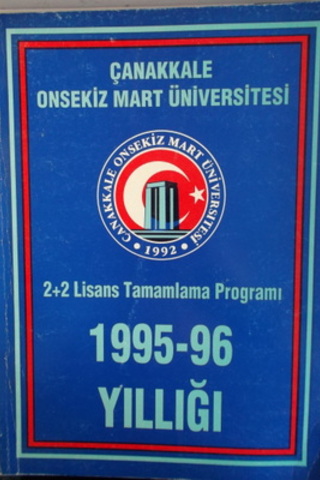 ÇANAKKALE
ONSEKİZ MART ÜNİVERSİTESİ
ÇANAKKALE ONSEKİZ MART ÜNİVERSİTESİ
• 1992 •
2+2 Lisans Tamamlama Programı
1995-96
YILLIĞI